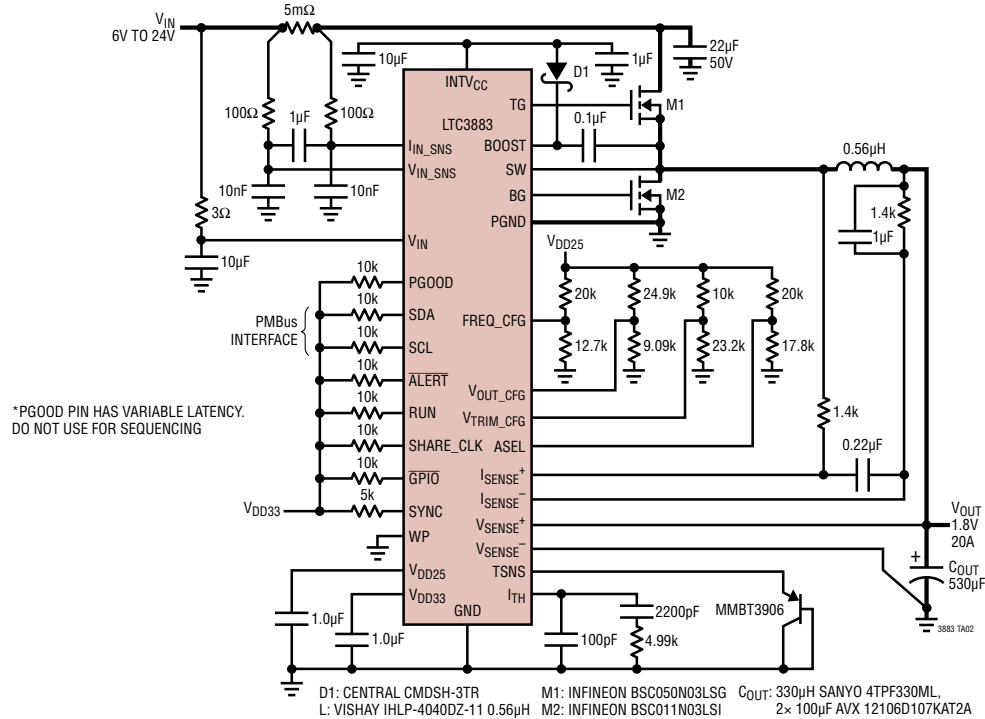 VIN
6V TO 24V
5mΩ
10µF
1µF
D1
22µF
50V
INTVCC
LTC3883
TG
M1
100Ω
1µF
100Ω
0.1µF
BOOST
IIN_SNS
SW
VIN_SNS
0.56µH
10nF
10nF
BG
M2
1.4k
1µF
3Ω
PGND
VIN
VDD25
10µF
10k
PGOOD
20k
24.9k
10k
20k
10k
SDA
PMBus
INTERFACE
FREQ_CFG
10k
SCL
12.7k
9.09k
23.2k
17.8k
10k
ALERT
VOUT_CFG
*PGOOD PIN HAS VARIABLE LATENCY.
DO NOT USE FOR SEQUENCING
10k
RUN
VTRIM_CFG
1.4k
10k
SHARE_CLK
ASEL
0.22µF
10k
GPIO
ISENSE+
ISENSE–
5k
VDD33
SYNC
VSENSE+
VOUT
1.8V
20A
WP
VSENSE–
+
COUT
530µF
VDD25
TSNS
VDD33
ITH
GND
2200pF
MMBT3906
1.0µF
1.0µF
100pF
4.99k
3883 TA02
D1: CENTRAL CMDSH-3TR
L: VISHAY IHLP-4040DZ-11 0.56µH
M1: INFINEON BSC050N03LSG
M2: INFINEON BSC011N03LSI
COUT: 330µH SANYO 4TPF330ML,
2× 100µF AVX 12106D107KAT2A